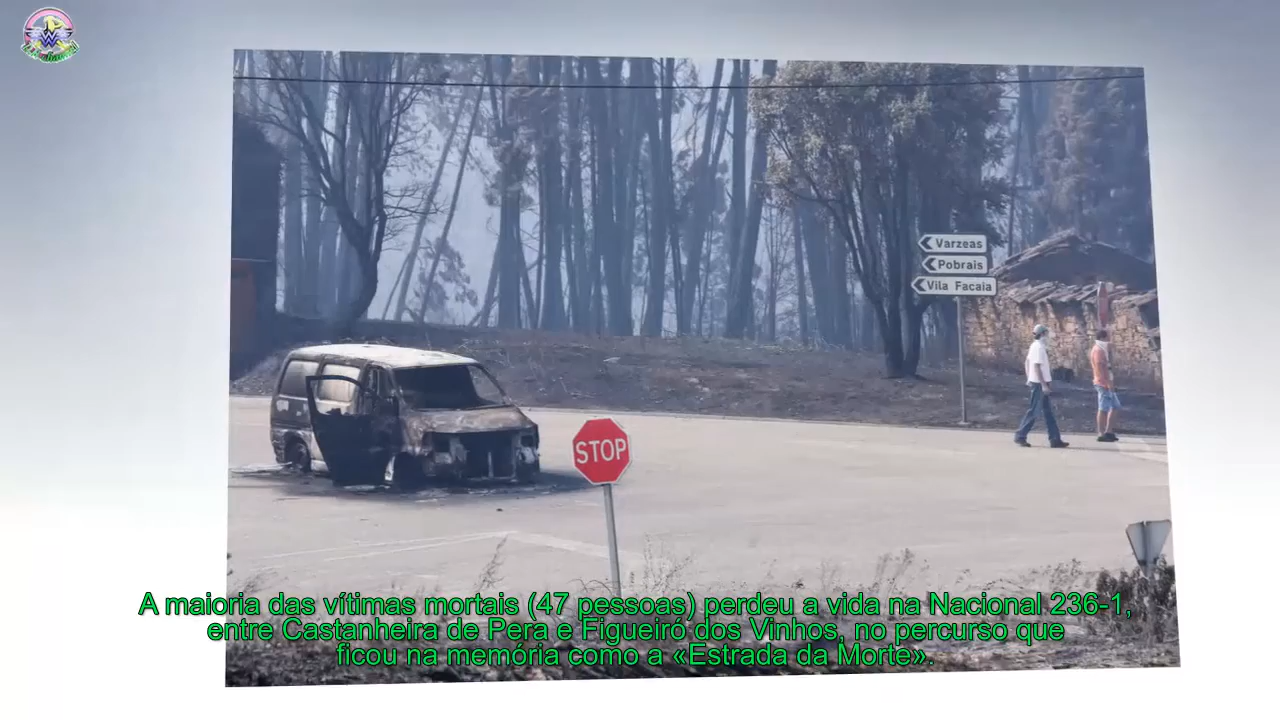 Varzeas
Pobrais
Vila Facaia
STOP
A maioria das vítimas mortais (47 pessoas) perdeu a vida na Nacional 236-1,
entre Castanheira de Pera e Figueiró dos Vinhos, no percurso que
ficou na memória como a «Estrada da Morte».